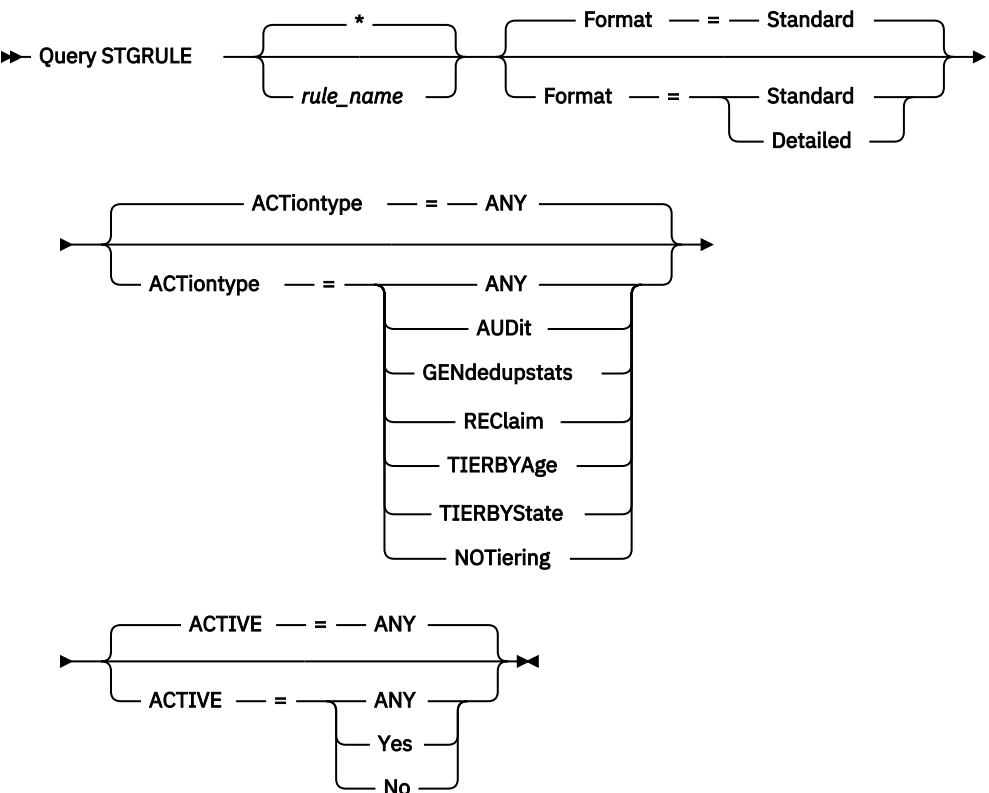 *
Format = Standard
Query STGRULE
rule_name
Format = Standard
Detailed
ACTiontype = ANY
ACTiontype = ANY
AUDit
GENdedupstats
REClaim
TIERBYAge
TIERBYState
NOTiering
ACTIVE = ANY
ACTIVE = ANY
Yes
No